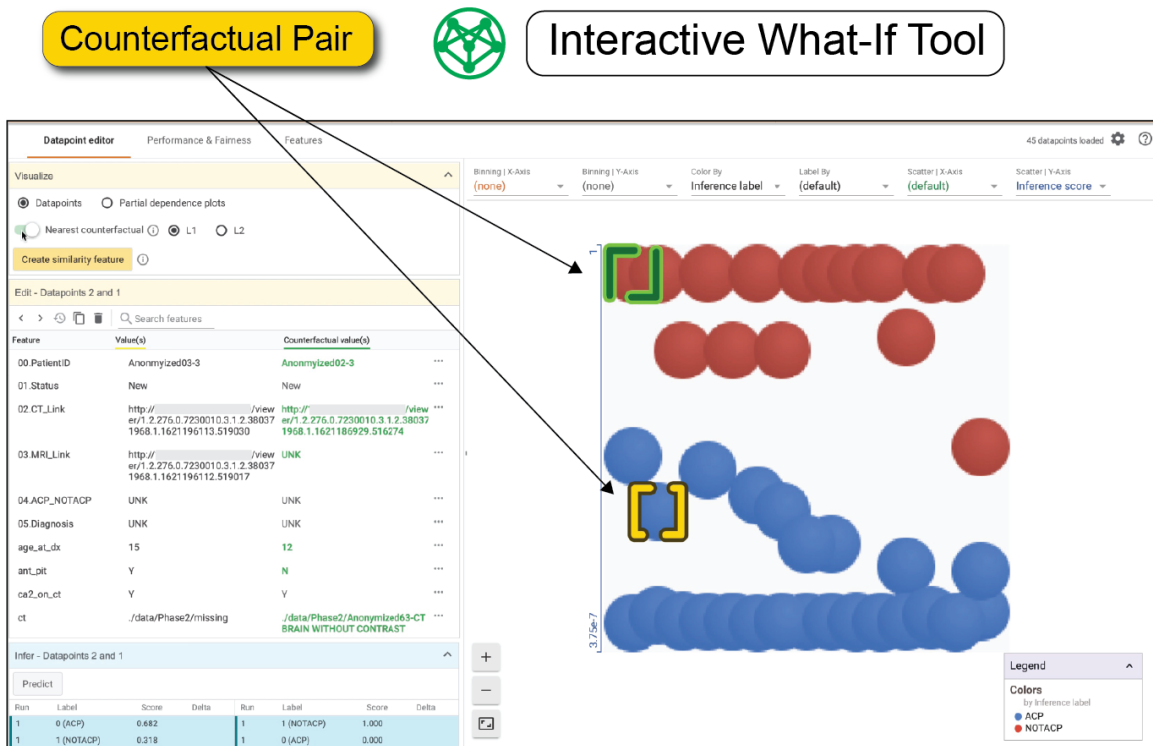 Counterfactual Pair
Interactive What-If Tool
Datapoint editor
Performance & Fairness
Features
45 datapoints loaded
Visualize
Datapoints
Partial dependence plots
Nearest counterfactual
L1
L2
Create similarity feature
Edit - Datapoints 2 and 1
Search features
Feature Value(s) Counterfactual value(s)
00.PatientID Anonmyized03-3 Anonmyized02-3
01.Status New New
02.CT_Link http:// /view http:// /view
er/1.2.276.0.7230010.3.1.2.38037 er/1.2.276.0.7230010.3.1.2.38037
1968.1.1621196113.519030 1968.1.1621186929.516274
03.MRI_Link http:// /view UNK
er/1.2.276.0.7230010.3.1.2.38037
1968.1.1621196112.519017
04.ACP_NOTACP UNK UNK
05.Diagnosis UNK UNK
age_at_dx 15 12
ant_pit Y N
ca2_on_ct Y Y
ct ./data/Phase2/missing ./data/Phase2/Anonymized63-CT
BRAIN WITHOUT CONTRAST
Infer - Datapoints 2 and 1
Predict
Run Label Score Delta Run Label Score Delta
1 0 (ACP) 0.682 1 1 (NOTACP) 1.000
1 1 (NOTACP) 0.318 1 0 (ACP) 0.000
Binning | X-Axis
(none)
Binning | Y-Axis
(none)
Color By
Inference label
Label By
(default)
Scatter | X-Axis
(default)
Scatter | Y-Axis
Inference score
1
3.75e-7
Legend
Colors
by Inference label
ACP
NOTACP